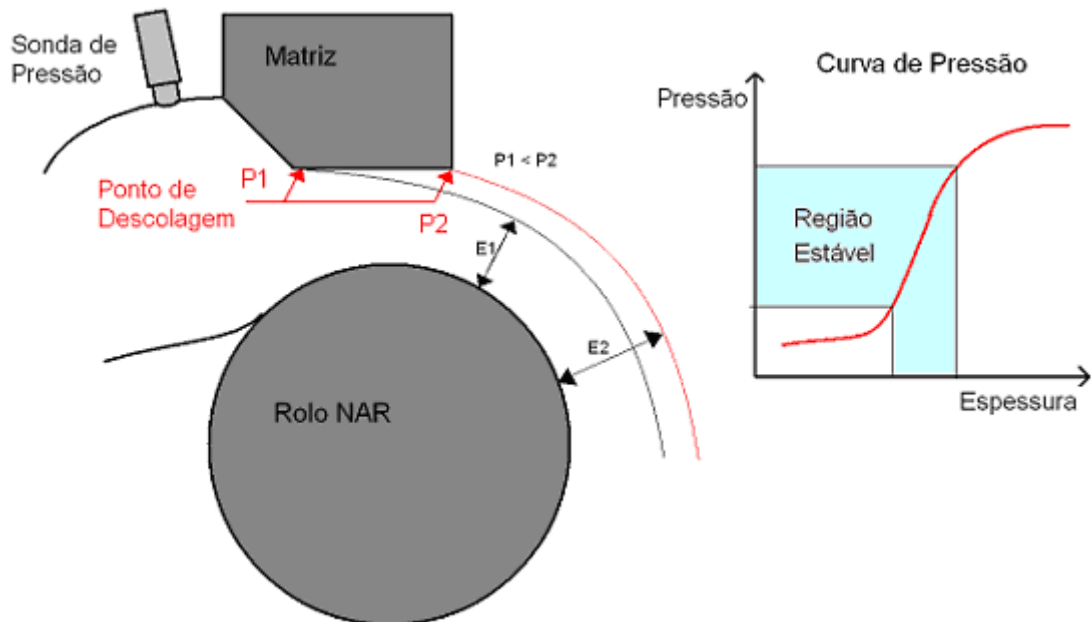 Sonda de
Pressão
Matriz
P1
Ponto de
Descolagem
P2
P1 < P2
E1
E2
Rolo NAR
Curva de Pressão
Pressão
Região
Estável
Espessura